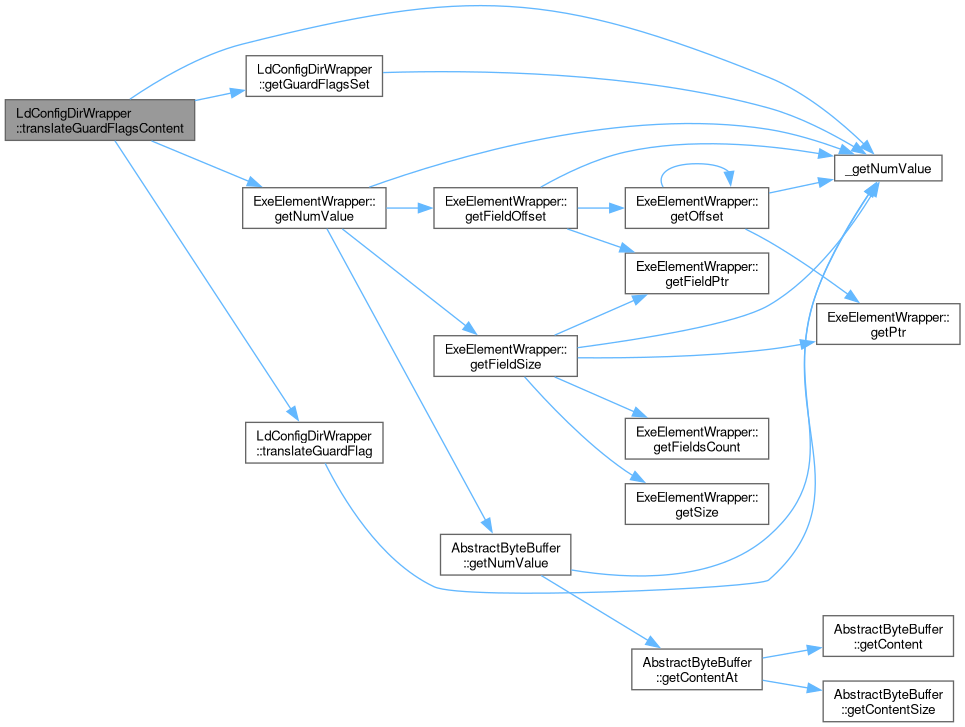 LdConfigDirWrapper
::translateGuardFlagsContent
LdConfigDirWrapper
::getGuardFlagsSet
_getNumValue
ExeElementWrapper::
getNumValue
ExeElementWrapper::
getFieldOffset
ExeElementWrapper::
getOffset
ExeElementWrapper::
getFieldPtr
ExeElementWrapper::
getPtr
ExeElementWrapper::
getFieldSize
ExeElementWrapper::
getFieldsCount
LdConfigDirWrapper
::translateGuardFlag
ExeElementWrapper::
getSize
AbstractByteBuffer
::getNumValue
AbstractByteBuffer
::getContent
AbstractByteBuffer
::getContentAt
AbstractByteBuffer
::getContentSize